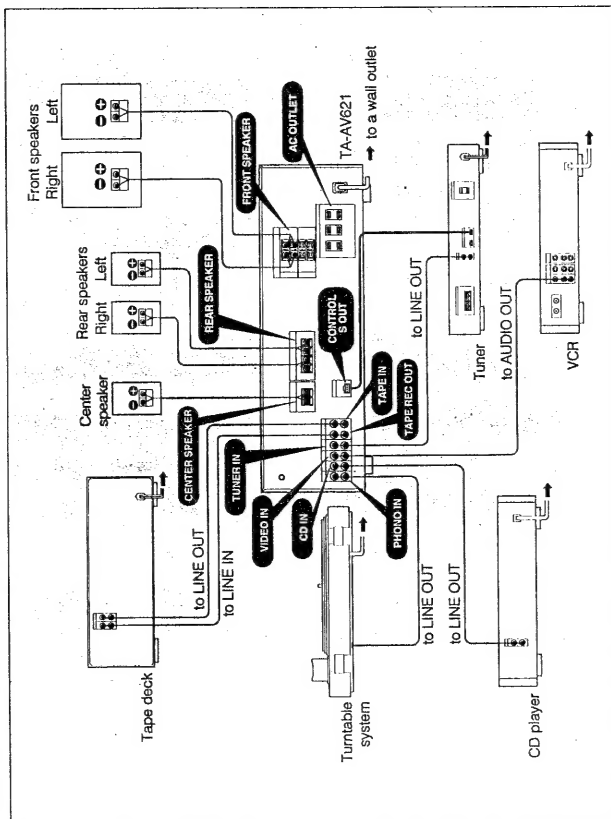 Front speakers
Left
Right
Rear speakers
Left
Right
Center
speaker
Tape deck
to LINE OUT
to LINE IN
CENTER SPEAKER
REAR SPEAKER
FRONT SPEAKER
AC OUTLET
TA-AV621
to a wall outlet
CONTROL
S OUT
TUNER IN
VIDEO IN
CD IN
PHONO IN
TAPE REC OUT
TAPE IN
Turntable
system
to LINE OUT
to LINE OUT
CD player
to LINE OUT
Tuner
to AUDIO OUT
VCR